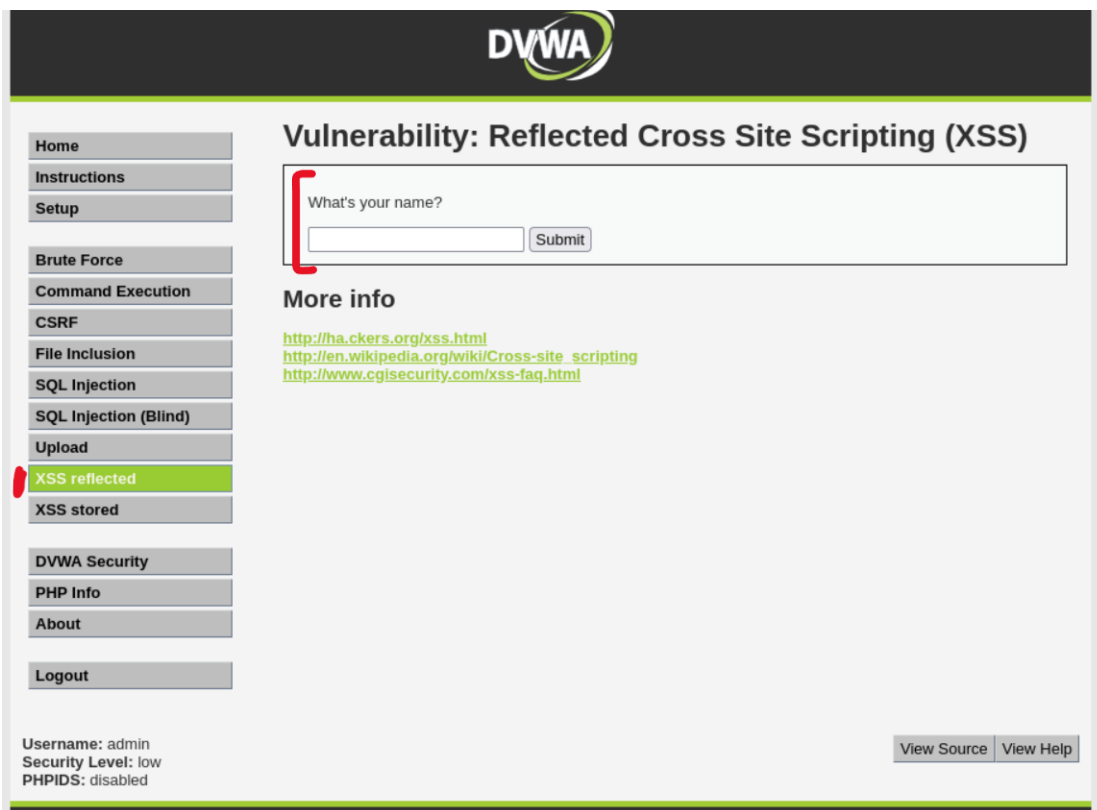 DVWA
Home
Instructions
Setup
Brute Force
Command Execution
CSRF
File Inclusion
SQL Injection
SQL Injection (Blind)
Upload
XSS reflected
XSS stored
DVWA Security
PHP Info
About
Logout
Vulnerability: Reflected Cross Site Scripting (XSS)
What's your name?
Submit
More info
http://ha.ckers.org/xss.html
http://en.wikipedia.org/wiki/Cross-site_scripting
http://www.cgisecurity.com/xss-faq.html
Username: admin
Security Level: low
PHPIDS: disabled
View Source View Help